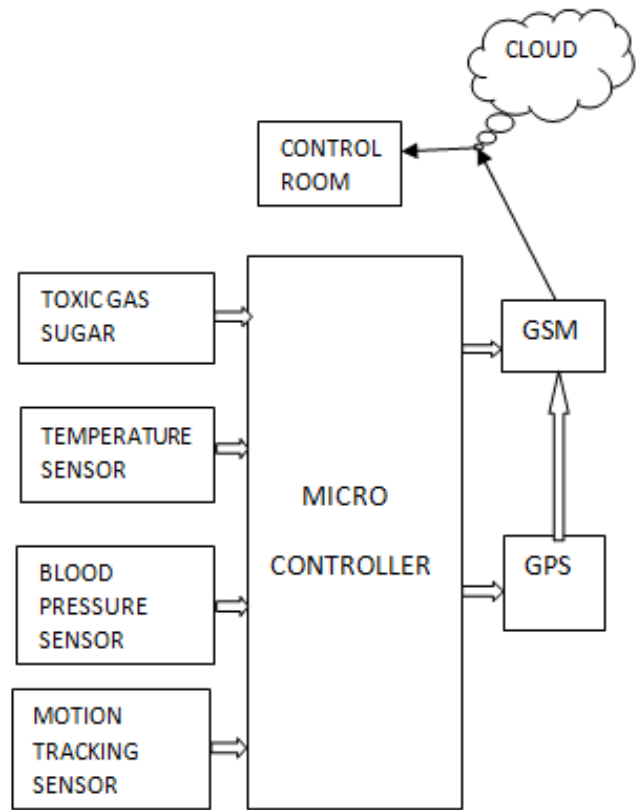 CLOUD
CONTROL
ROOM
TOXIC GAS
SUGAR
GSM
TEMPERATURE
SENSOR
MICRO
CONTROLLER
GPS
BLOOD
PRESSURE
SENSOR
MOTION
TRACKING
SENSOR